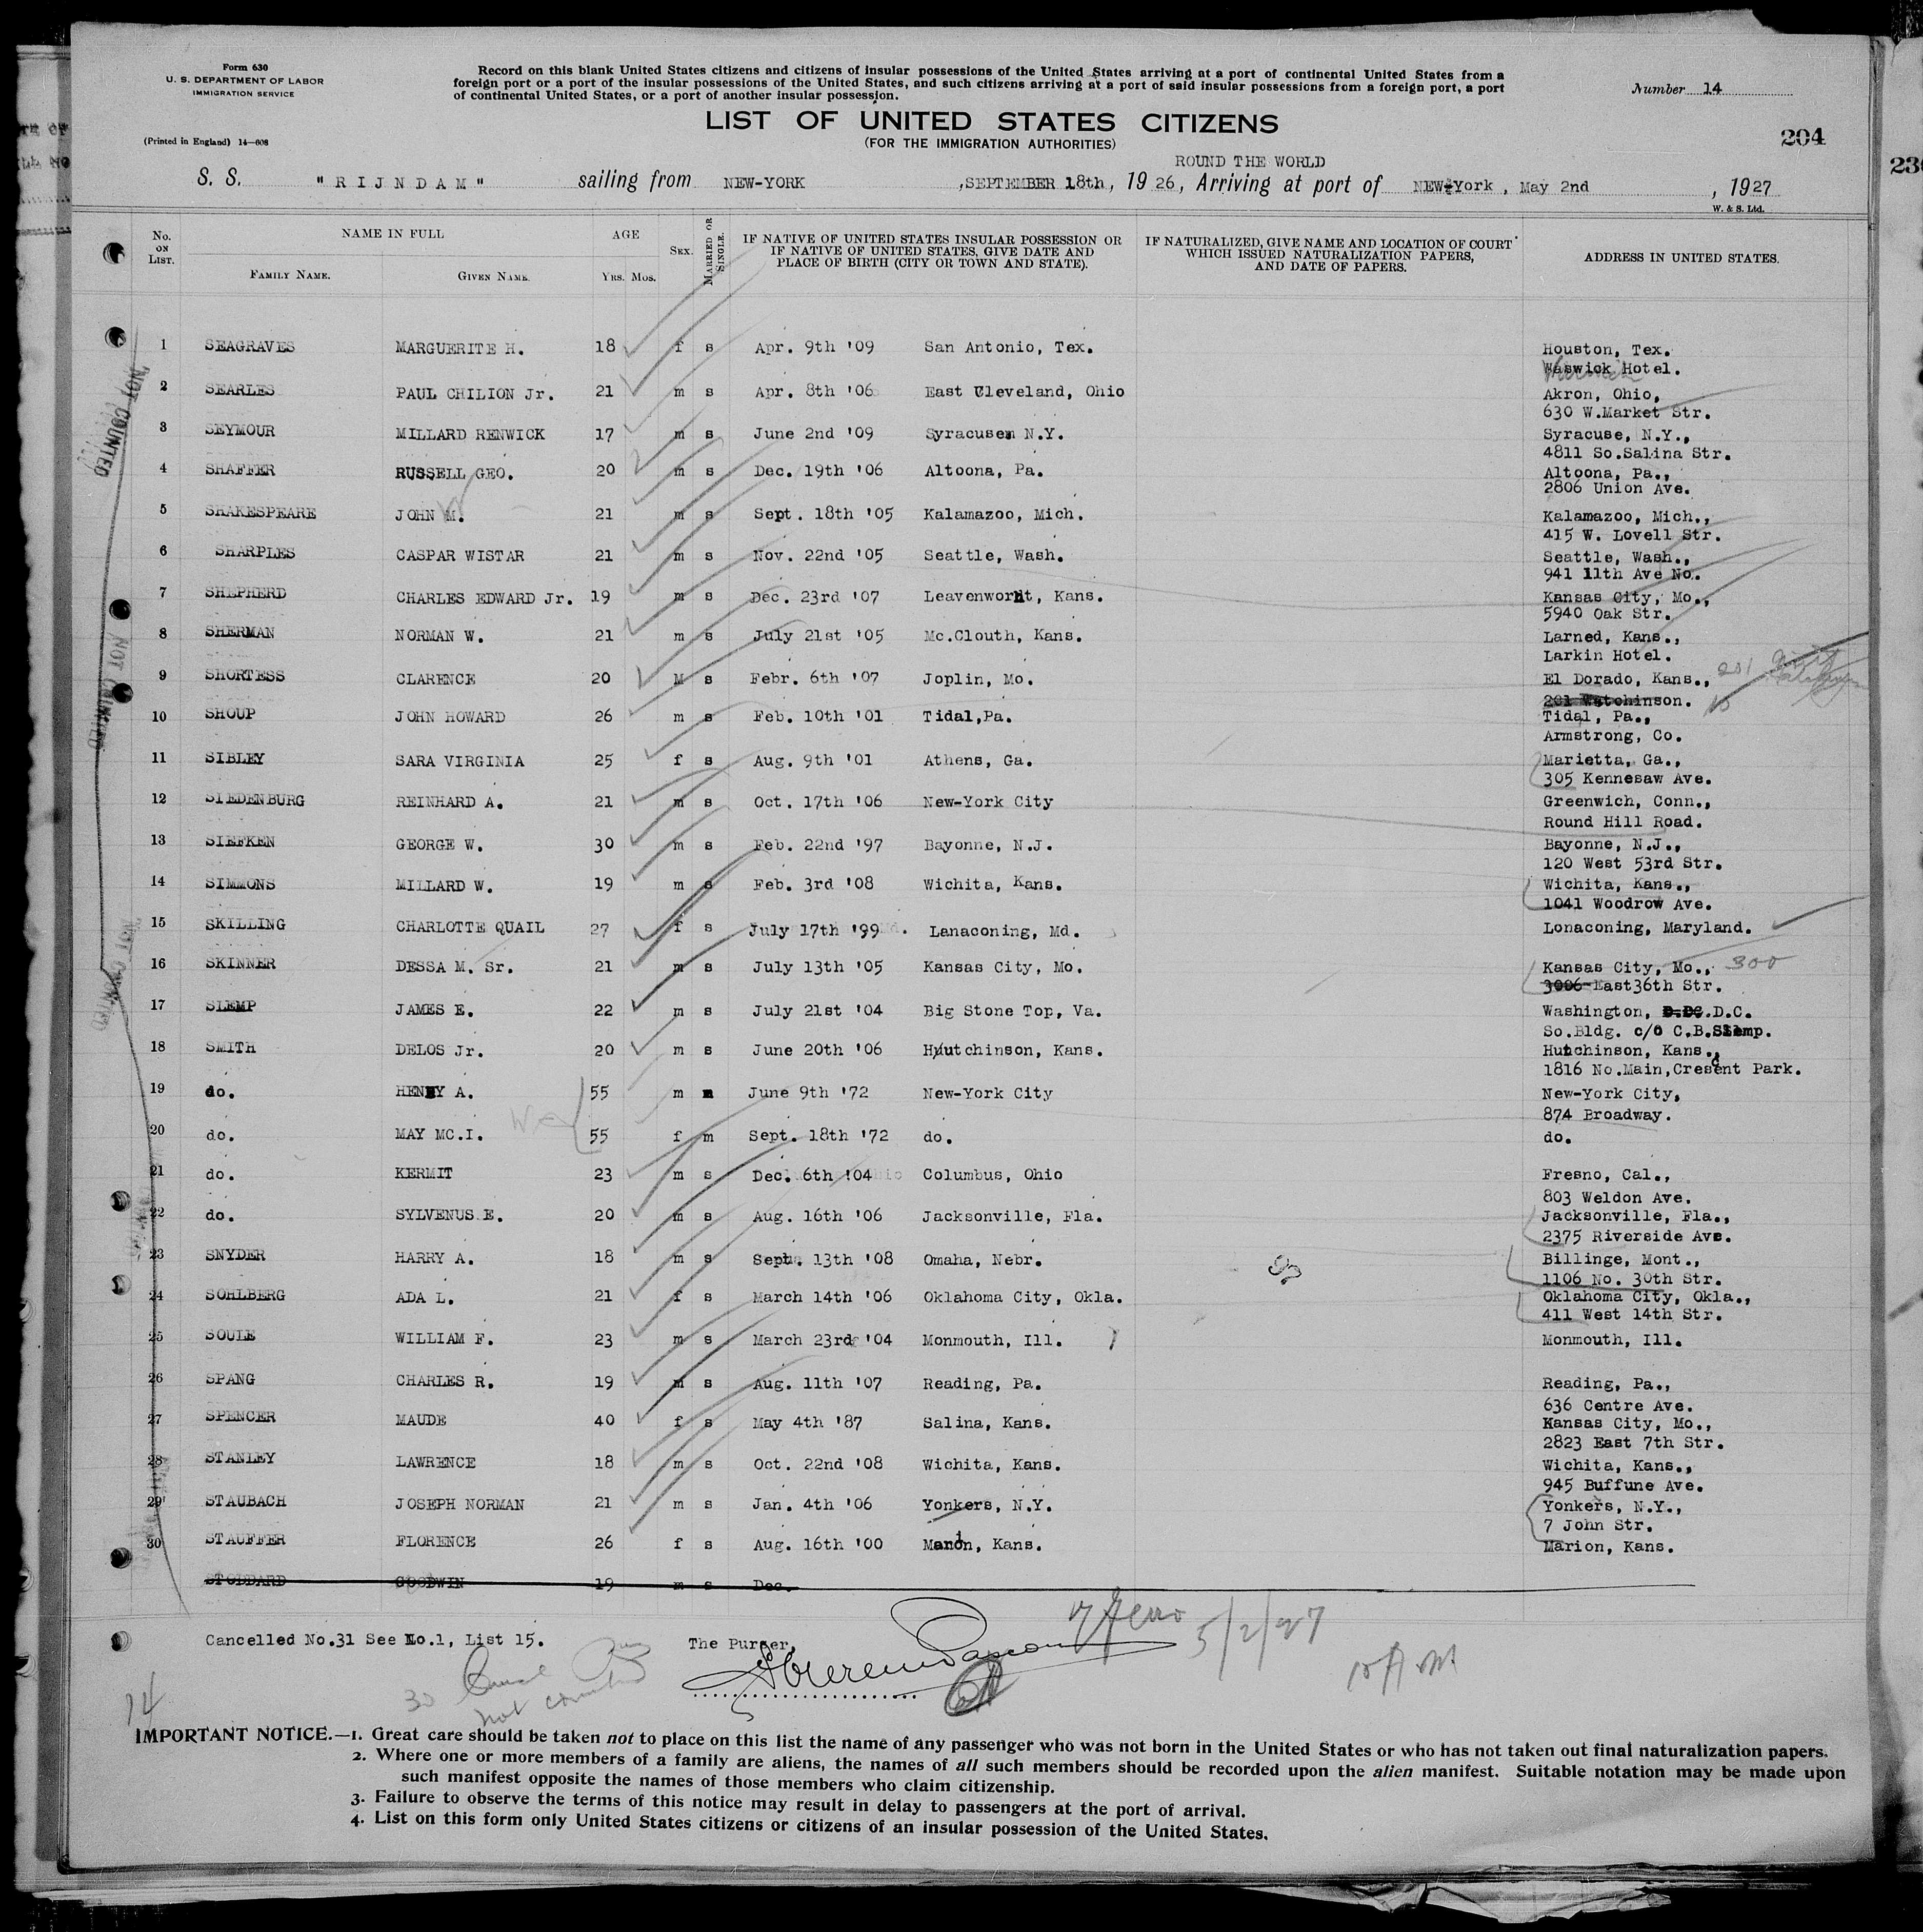 Form 630
U. S. DEPARTMENT OF LABOR
IMMIGRATION SERVICE
(Printed in England) 14—608
Record on this blank United States citizens and citizens of insular possessions of the United States arriving at a port of continental United States from a
foreign port or a port of the insular possessions of the United States, and such citizens arriving at a port of said insular possessions from a foreign port, a port
of continental United States, or a port of another insular possession.
Number 14
LIST OF UNITED STATES CITIZENS
(FOR THE IMMIGRATION AUTHORITIES)
204
ROUND THE WORLD
S. S. "RIJNDAM" sailing from NEW-YORK ,SEPTEMBER 18th, 1926, Arriving at port of NEW-York , May 2nd , 1927
W. & S. Ltd.
No. ON LIST. NAME IN FULL AGE SEX. MARRIED OR SINGLE. IF NATIVE OF UNITED STATES INSULAR POSSESSION OR IF NATIVE OF UNITED STATES, GIVE DATE AND PLACE OF BIRTH (CITY OR TOWN AND STATE). IF NATURALIZED, GIVE NAME AND LOCATION OF COURT WHICH ISSUED NATURALIZATION PAPERS, AND DATE OF PAPERS. ADDRESS IN UNITED STATES.
FAMILY NAME. GIVEN NAME. YRS. MOS.
1 SEAGRAVES MARGUERITE H. 18 f s Apr. 9th '09 San Antonio, Tex. Houston, Tex.
Waswick Hotel.
2 SEARLES PAUL CHILION Jr. 21 m s Apr. 8th '06 East Cleveland, Ohio Akron, Ohio,
630 W.Market Str.
3 SEYMOUR MILLARD RENWICK 17 m s June 2nd '09 Syracusem N.Y. Syracuse, N.Y.,
4811 So.Salina Str.
4 SHAFFER RUSSELL GEO. 20 m s Dec. 19th '06 Altoona, Pa. Altoona, Pa.,
2806 Union Ave.
5 SHAKESPEARE JOHN M. 21 m s Sept. 18th '05 Kalamazoo, Mich. Kalamazoo, Mich.,
415 W. Lovell Str.
6 SHARPLES CASPAR WISTAR 21 m s Nov. 22nd '05 Seattle, Wash. Seattle, Wash.,
941 11th Ave No.
7 SHEPHERD CHARLES EDWARD Jr. 19 m s Dec. 23rd '07 Leavenworht, Kans. Kansas City, Mo.,
5940 Oak Str.
8 SHERMAN NORMAN W. 21 m s July 21st '05 Mc.Clouth, Kans. Larned, Kans.,
Larkin Hotel.
9 SHORTESS CLARENCE 20 M s Febr. 6th '07 Joplin, Mo. El Dorado, Kans., 201
201 Watchinson.
10 SHOUP JOHN HOWARD 26 m s Feb. 10th '01 Tidal,Pa. Tidal, Pa.,
Armstrong, Co.
11 SIBLEY SARA VIRGINIA 25 f s Aug. 9th '01 Athens, Ga. Marietta, Ga.,
305 Kennesaw Ave.
12 SIEDENBURG REINHARD A. 21 m s Oct. 17th '06 New-York City Greenwich, Conn.,
Round Hill Road.
13 SIEFKEN GEORGE W. 30 m s Feb. 22nd '97 Bayonne, N.J. Bayonne, N.J.,
120 West 53rd Str.
14 SIMMONS MILLARD W. 19 m s Feb. 3rd '08 Wichita, Kans. Wichita, Kans.,
1041 Woodrow Ave.
15 SKILLING CHARLOTTE QUAIL 27 f s July 17th '99 Lanaconing, Md. Lonaconing, Maryland.
16 SKINNER DESSA M. Sr. 21 m s July 13th '05 Kansas City, Mo. Kansas City, Mo., 300
3006 East36th Str.
17 SLEMP JAMES E. 22 m s July 21st '04 Big Stone Top, Va. Washington, D.C.
So.Bldg. c/o C.B.Slemp.
18 SMITH DELOS Jr. 20 m s June 20th '06 Hutchinson, Kans. Hutchinson, Kans.,
1816 No.Main,Crescent Park.
19 do. HENRY A. 55 m m June 9th '72 New-York City New-York City,
874 Broadway.
20 do. MAY MC.I. 55 f m Sept. 18th '72 do. do.
21 do. KERMIT 23 m s Dec. 6th '04 Columbus, Ohio Fresno, Cal.,
803 Weldon Ave.
22 do. SYLVENUS E. 20 m s Aug. 16th '06 Jacksonville, Fla. Jacksonville, Fla.,
2375 Riverside Ave.
23 SNYDER HARRY A. 18 m s Sept. 13th '08 Omaha, Nebr. Billinge, Mont.,
1106 No. 30th Str.
24 SOHLBERG ADA L. 21 f s March 14th '06 Oklahoma City, Okla. Oklahoma City, Okla.,
411 West 14th Str.
25 SOULE WILLIAM F. 23 m s March 23rd '04 Monmouth, Ill. Monmouth, Ill.
26 SPANG CHARLES R. 19 m s Aug. 11th '07 Reading, Pa. Reading, Pa.,
636 Centre Ave.
27 SPENCER MAUDE 40 f s May 4th '87 Salina, Kans. Kansas City, Mo.,
2823 East 7th Str.
28 STANLEY LAWRENCE 18 m s Oct. 22nd '08 Wichita, Kans. Wichita, Kans.,
945 Buffune Ave.
29 STAUBACH JOSEPH NORMAN 21 m s Jan. 4th '06 Yonkers, N.Y. Yonkers, N.Y.,
7 John Str.
30 STAUFFER FLORENCE 26 f s Aug. 16th '00 Marion, Kans. Marion, Kans.
STODDARD GOODWIN 19 m s Dec.
NOT COUNTED
NOT COUNTED
NOT COUNTED
Cancelled No.31 See No.1, List 15. The Purser,
5/2/27
30
not counted
14
IMPORTANT NOTICE.—1. Great care should be taken not to place on this list the name of any passenger who was not born in the United States or who has not taken out final naturalization papers.
2. Where one or more members of a family are aliens, the names of all such members should be recorded upon the alien manifest. Suitable notation may be made upon
such manifest opposite the names of those members who claim citizenship.
3. Failure to observe the terms of this notice may result in delay to passengers at the port of arrival.
4. List on this form only United States citizens or citizens of an insular possession of the United States.